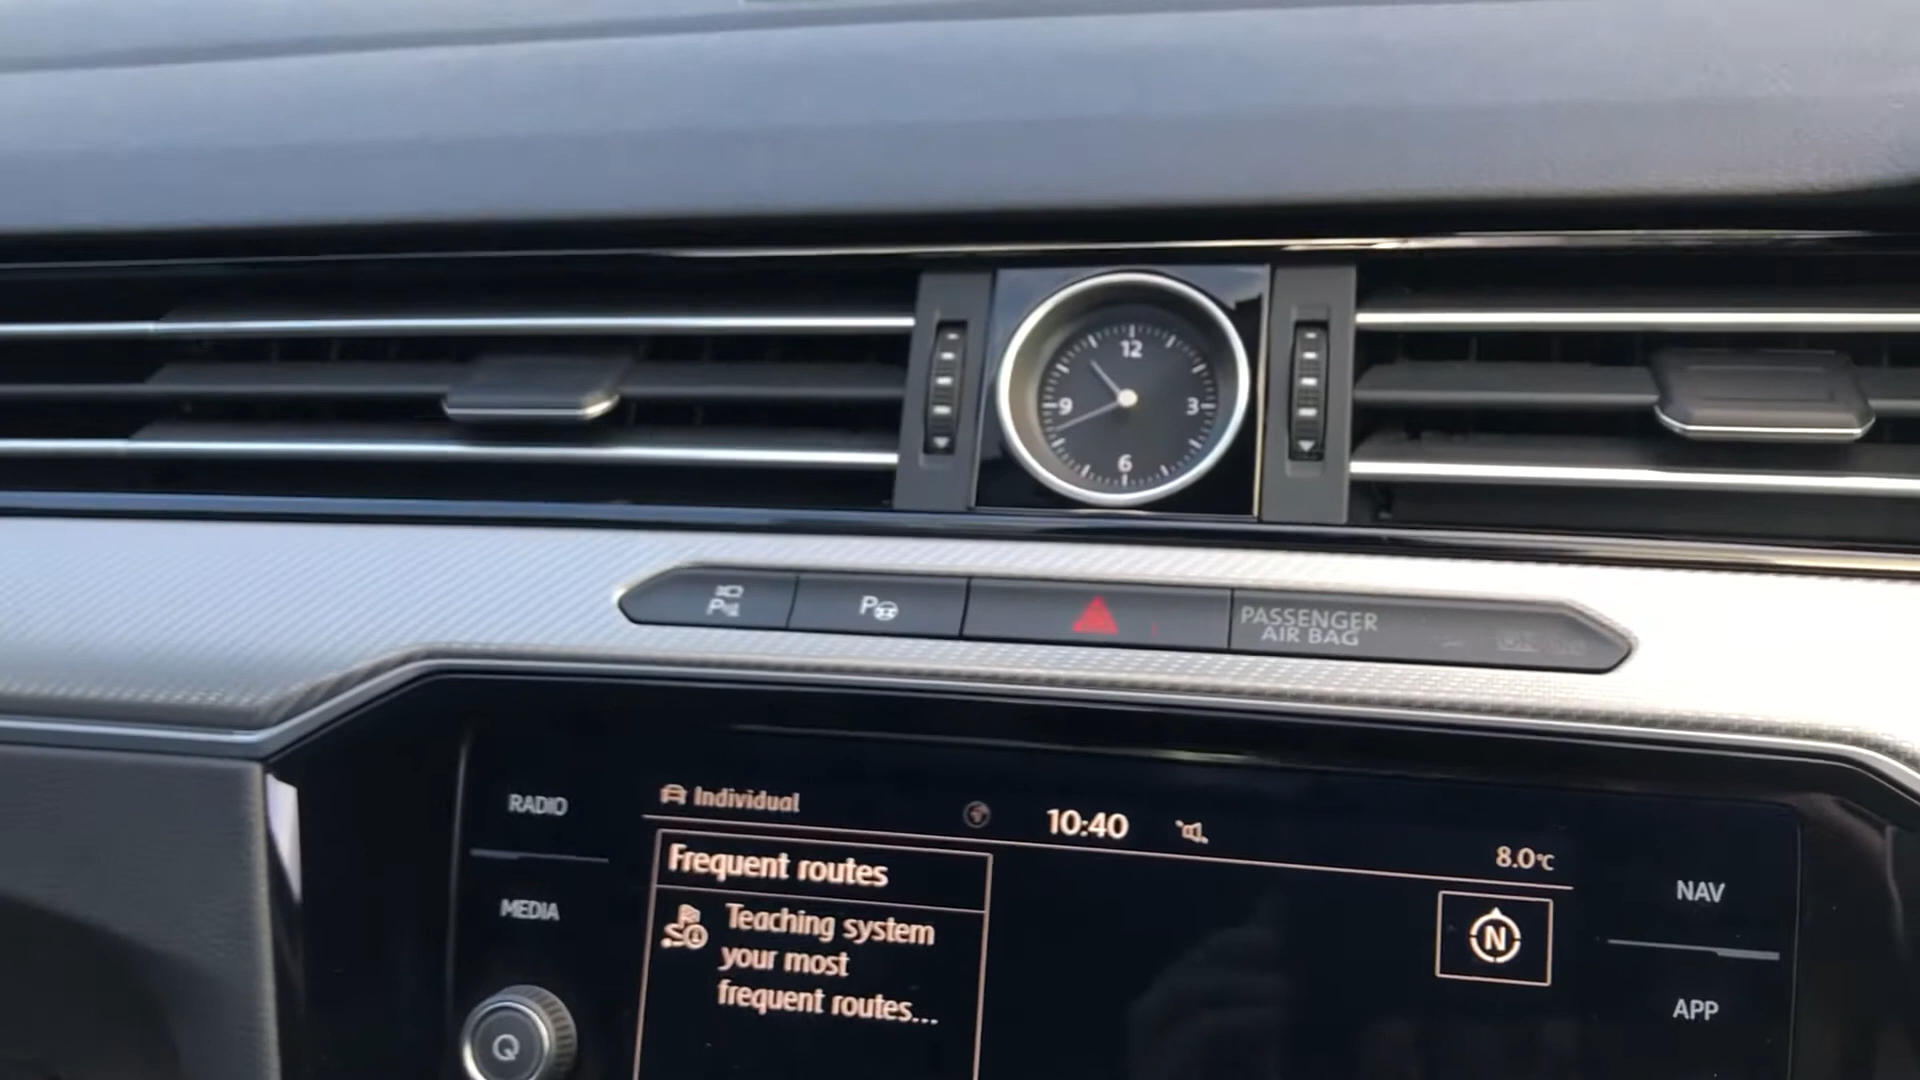 12
9
3
6
P
P
PASSENGER
AIR BAG
RADIO
MEDIA
Individual
10:40
8.0°C
Frequent routes
Teaching system
your most
frequent routes...
N
NAV
APP